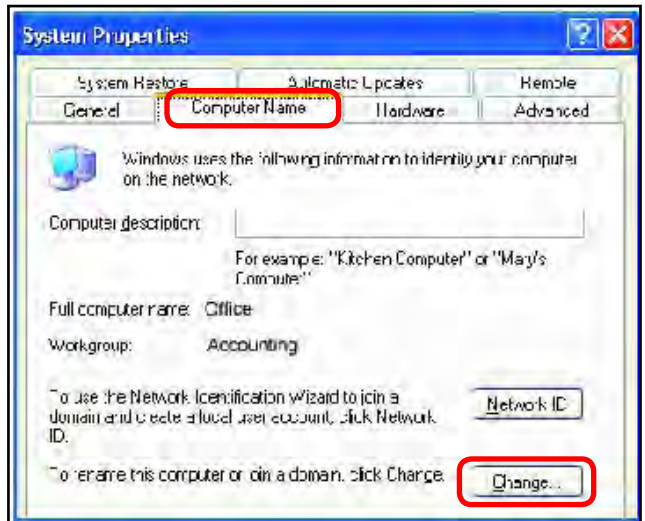 System Properties
System Restore Automatic Updates Remote
General Computer Name Hardware Advanced
Windows uses the following information to identify your computer
on the network.
Computer description:
For example: "Kitchen Computer" or "Mary's
Computer".
Full computer name: Office
Workgroup: Accounting
To use the Network Identification Wizard to join a
domain and create a local user account, click Network
ID.
Network ID
To rename this computer or join a domain, click Change.
Change...